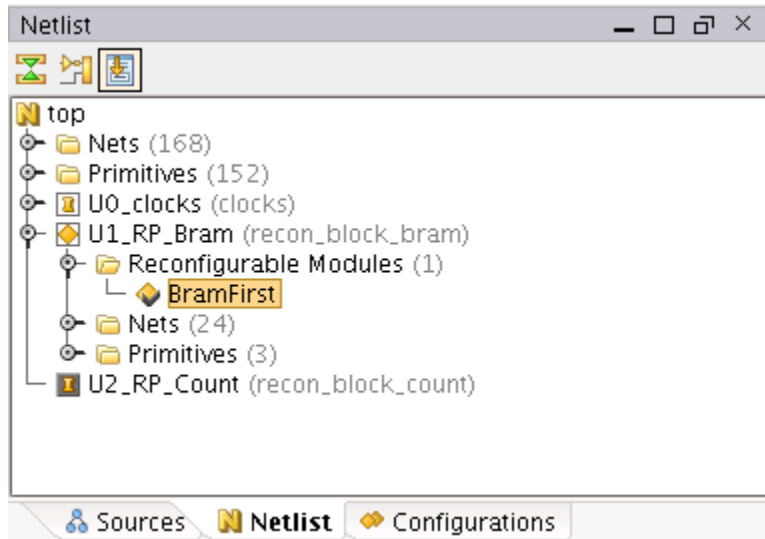 Netlist
top
Nets (168)
Primitives (152)
U0_clocks (clocks)
U1_RP_Bram (recon_block_bram)
Reconfigurable Modules (1)
BramFirst
Nets (24)
Primitives (3)
U2_RP_Count (recon_block_count)
Sources Netlist Configurations